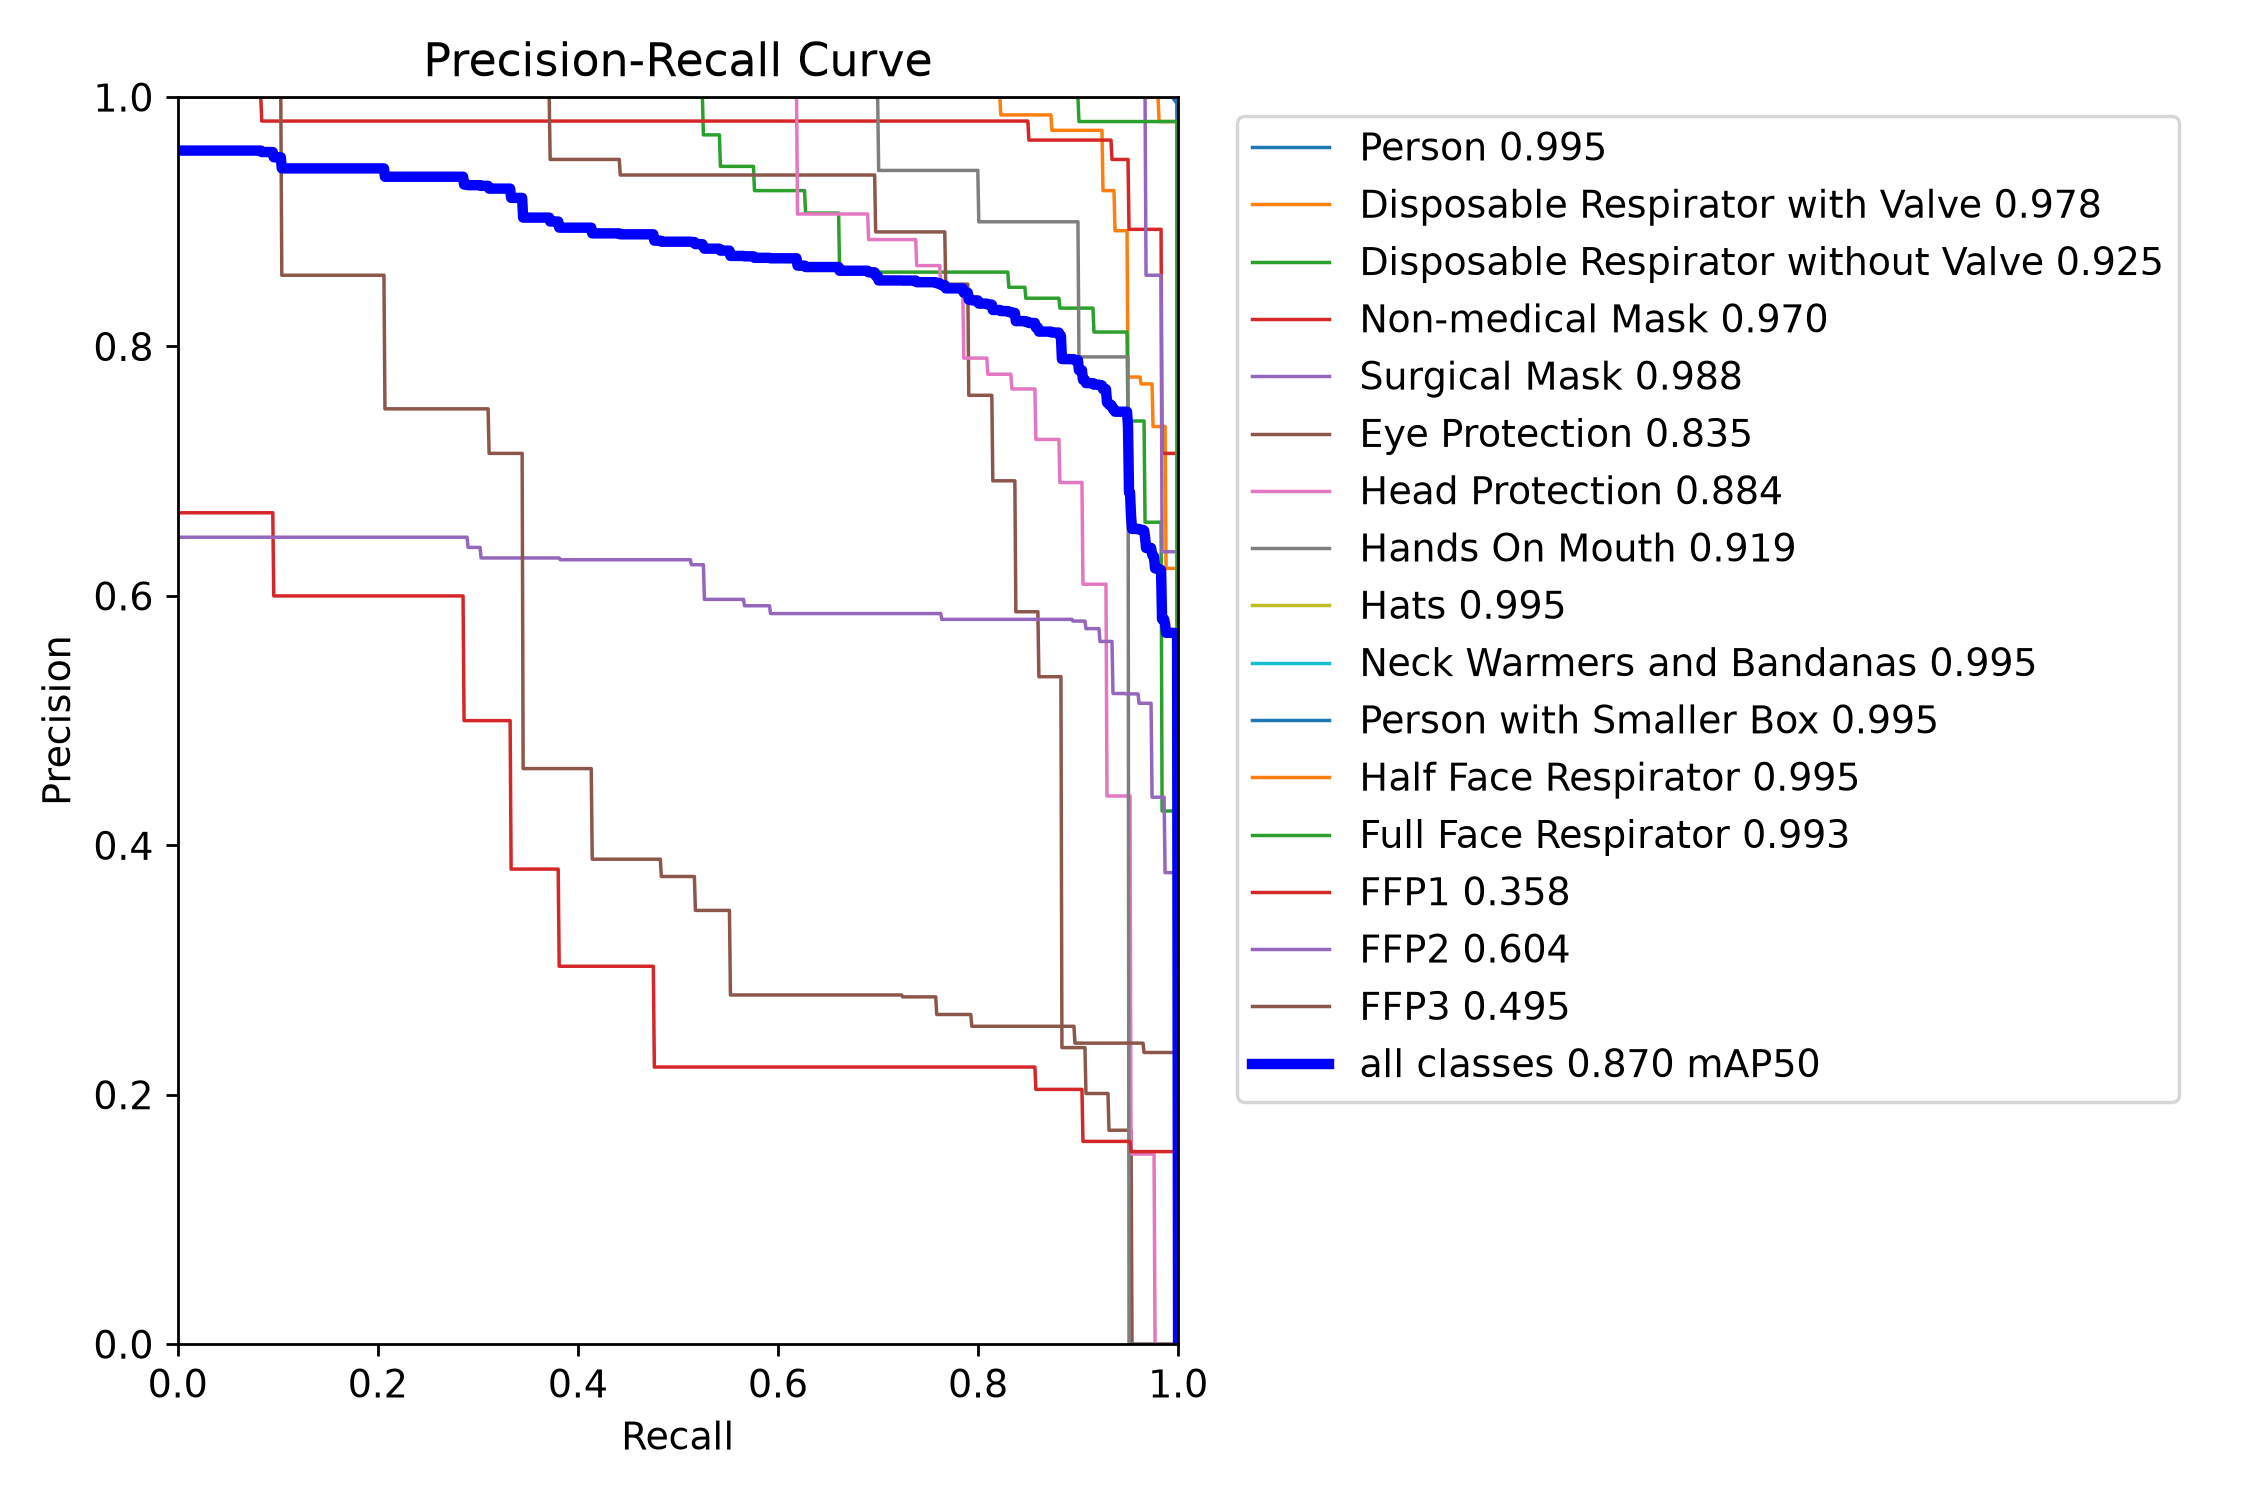 Precision-Recall Curve
1.0
0.8
0.6
0.4
0.2
0.0
Precision
0.0 0.2 0.4 0.6 0.8 1.0
Recall
Person 0.995
Disposable Respirator with Valve 0.978
Disposable Respirator without Valve 0.925
Non-medical Mask 0.970
Surgical Mask 0.988
Eye Protection 0.835
Head Protection 0.884
Hands On Mouth 0.919
Hats 0.995
Neck Warmers and Bandanas 0.995
Person with Smaller Box 0.995
Half Face Respirator 0.995
Full Face Respirator 0.993
FFP1 0.358
FFP2 0.604
FFP3 0.495
all classes 0.870 mAP50